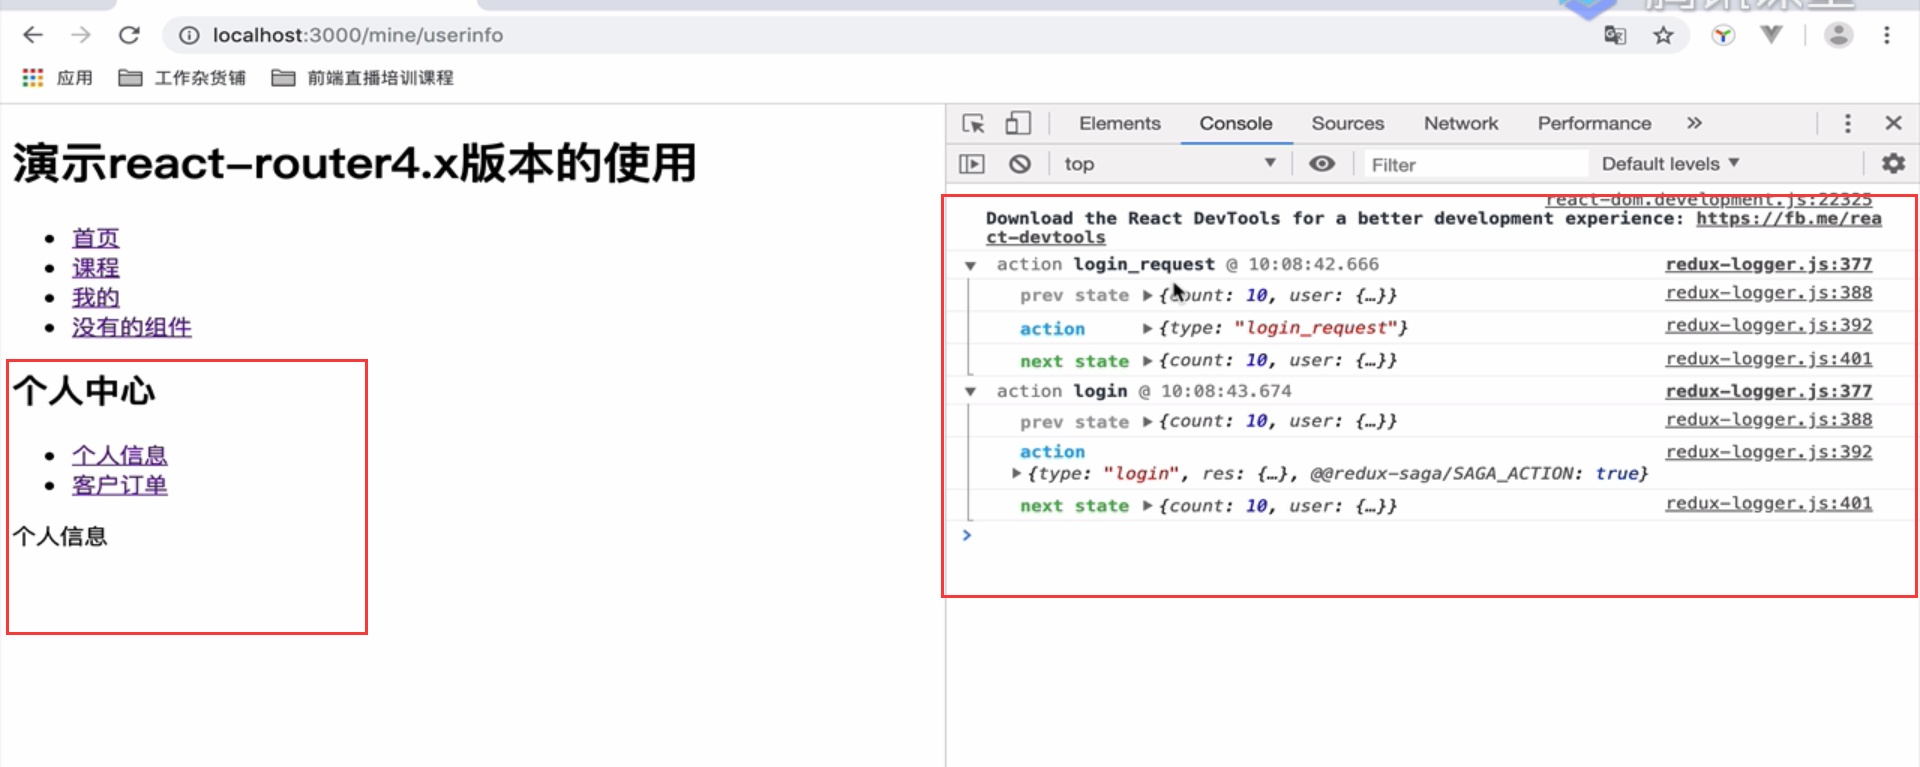 localhost:3000/mine/userinfo
应用 工作杂货铺 前端直播培训课程
演示react-router4.x版本的使用
首页
课程
我的
没有的组件
个人中心
个人信息
客户订单
个人信息
Elements Console Sources Network Performance »
top Filter Default levels
react-dom.development.js:22325
Download the React DevTools for a better development experience: https://fb.me/rea
ct-devtools
action login_request @ 10:08:42.666 redux-logger.js:377
prev state {count: 10, user: {…}} redux-logger.js:388
action {type: "login_request"} redux-logger.js:392
next state {count: 10, user: {…}} redux-logger.js:401
action login @ 10:08:43.674 redux-logger.js:377
prev state {count: 10, user: {…}} redux-logger.js:388
action redux-logger.js:392
{type: "login", res: {…}, @@redux-saga/SAGA_ACTION: true}
next state {count: 10, user: {…}} redux-logger.js:401